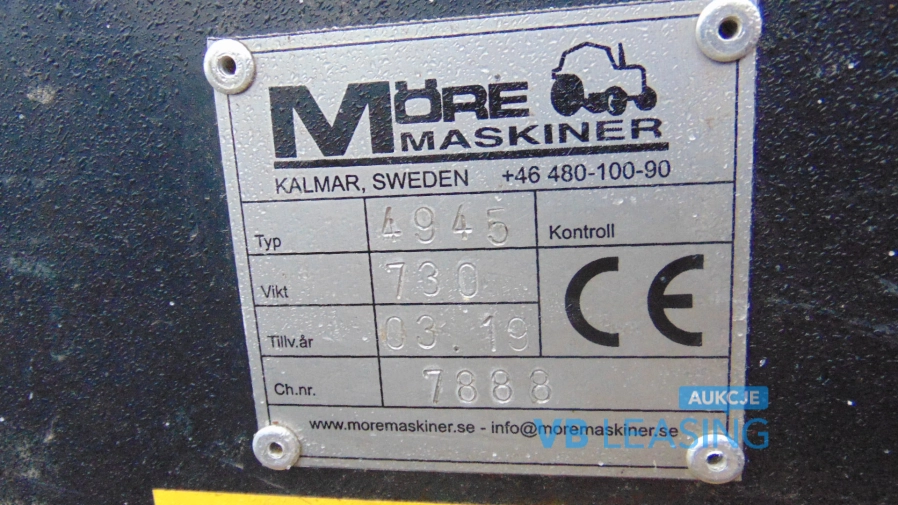 MÖRE
MASKINER
KALMAR, SWEDEN +46 480-100-90
Typ 4945 Kontroll
Vikt 730 CE
Tillv.år 03.19
Ch.nr. 7888
www.moremaskiner.se - info@moremaskiner.se
AUKCJE
VB LEASING